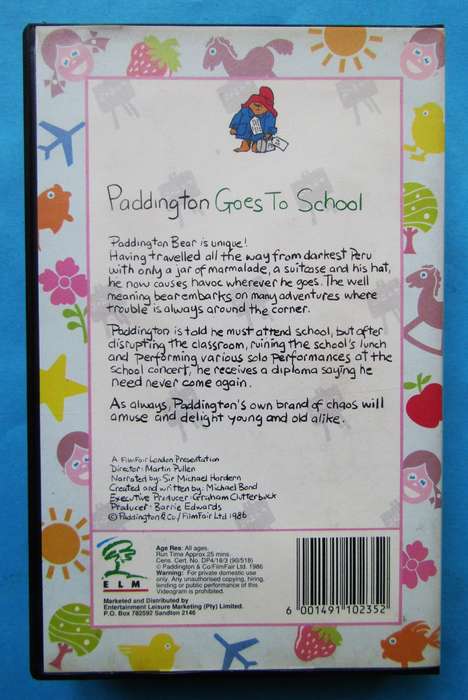 Paddington Goes To School
Paddington Bear is unique!
Having travelled all the way from darkest Peru
with only a jar of marmalade, a suitcase and his hat,
he now causes havoc wherever he goes. The well
meaning bear embarks on many adventures where
trouble is always around the corner.
Paddington is told he must attend school, but after
disrupting the classroom, ruining the school's lunch
and performing various solo performances at the
school concert, he receives a diploma saying he
need never come again.
As always, Paddington's own brand of chaos will
amuse and delight young and old alike.
A FilmFair London Presentation
Director: Martin Pullen
Narrated by: Sir Michael Hordern
Created and written by: Michael Bond
Executive Producer: Graham Clutterbuck
Producer: Barrie Edwards
© Paddington & Co/FilmFair Ltd. 1986
ELM
Age Res: All ages.
Run Time Approx 25 mins.
Cens. Cert. No. DP4/18/3 (90/518)
© Paddington & Co/FilmFair Ltd. 1986
Warning: For private domestic use
only. Any unauthorised copying, hiring,
lending or public performance of this
Videogram is prohibited.
Marketed and Distributed by
Entertainment Leisure Marketing (Pty) Limited.
P.O. Box 782592 Sandton 2146
6 001491 102352